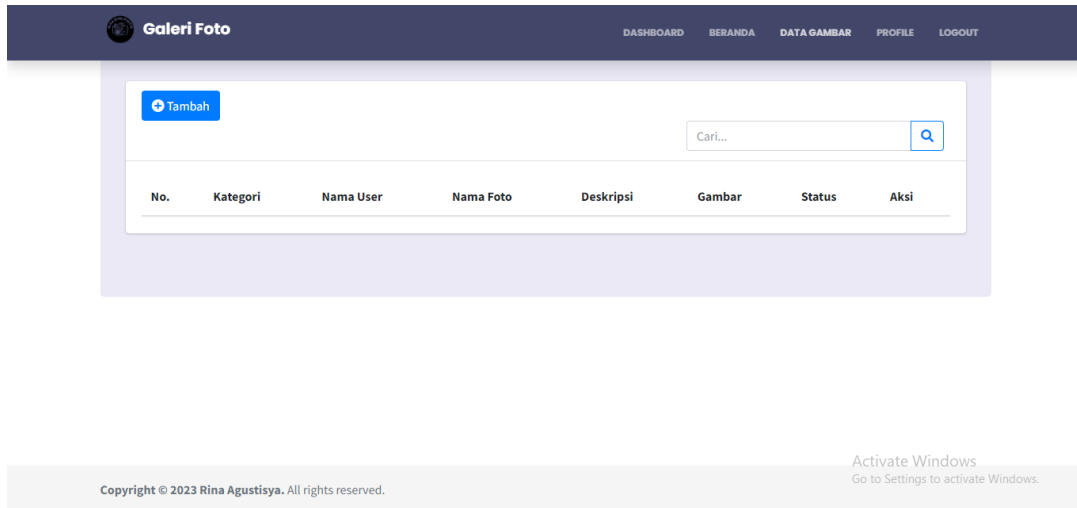 Galeri Foto DASHBOARD BERANDA DATA GAMBAR PROFILE LOGOUT
Tambah
Cari...
No. Kategori Nama User Nama Foto Deskripsi Gambar Status Aksi
Activate Windows
Go to Settings to activate Windows.
Copyright © 2023 Rina Agustisya. All rights reserved.